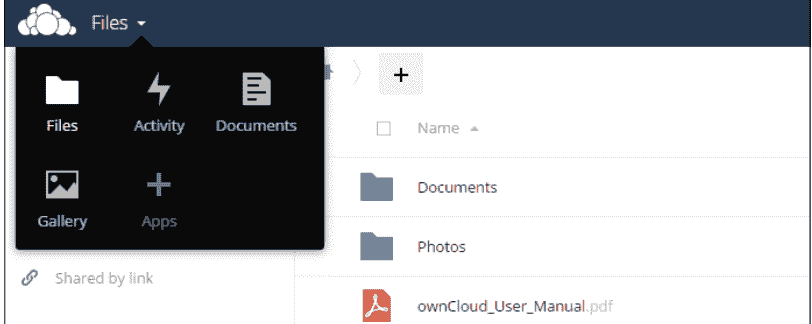 Files
Files Activity Documents
Gallery Apps
Shared by link
+
Name
Documents
Photos
ownCloud_User_Manual.pdf